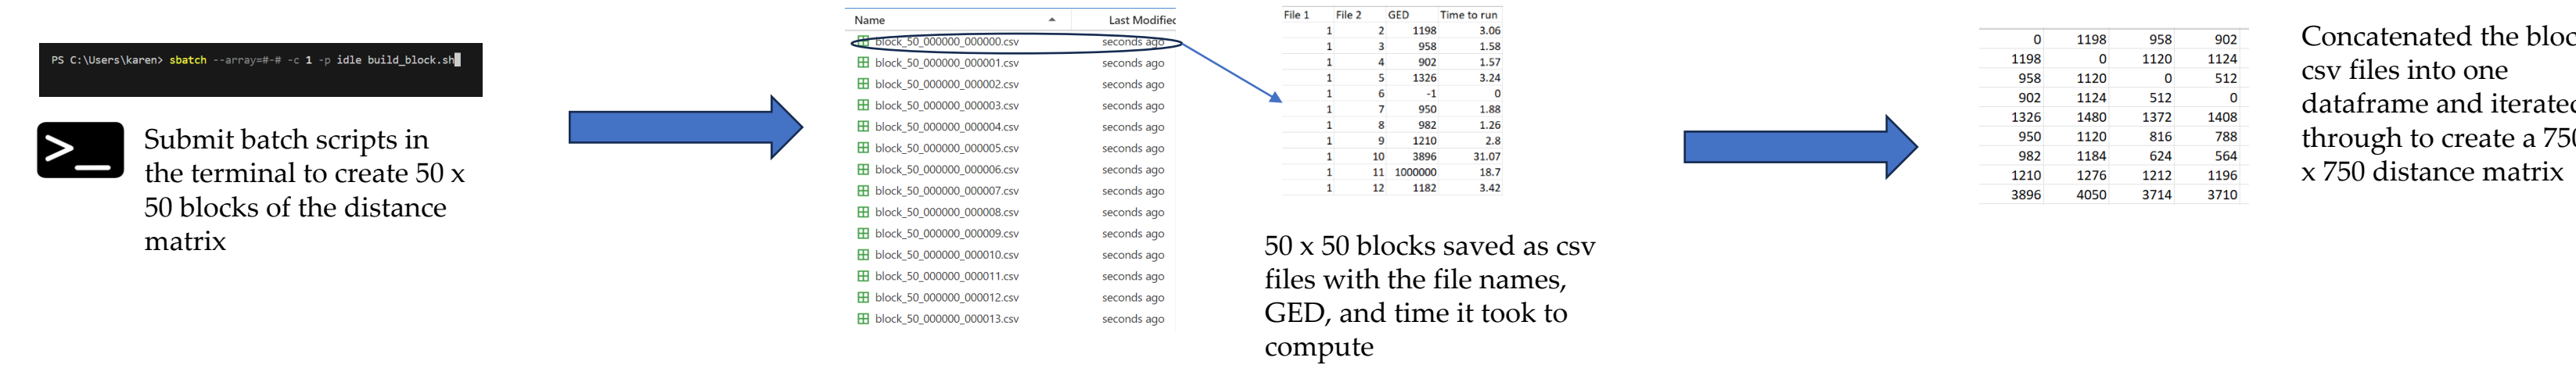 PS C:\Users\karen> sbatch --array=#-# -c 1 -p idle build_block.sh
Submit batch scripts in
the terminal to create 50 x
50 blocks of the distance
matrix
Name Last Modified
block_50_000000_000000.csv seconds ago
block_50_000000_000001.csv seconds ago
block_50_000000_000002.csv seconds ago
block_50_000000_000003.csv seconds ago
block_50_000000_000004.csv seconds ago
block_50_000000_000005.csv seconds ago
block_50_000000_000006.csv seconds ago
block_50_000000_000007.csv seconds ago
block_50_000000_000008.csv seconds ago
block_50_000000_000009.csv seconds ago
block_50_000000_000010.csv seconds ago
block_50_000000_000011.csv seconds ago
block_50_000000_000012.csv seconds ago
block_50_000000_000013.csv seconds ago
File 1 File 2 GED Time to run
1 2 1198 3.06
1 3 958 1.58
1 4 902 1.57
1 5 1326 3.24
1 6 -1 0
1 7 950 1.88
1 8 982 1.26
1 9 1210 2.8
1 10 3896 31.07
1 11 1000000 18.7
1 12 1182 3.42
50 x 50 blocks saved as csv
files with the file names,
GED, and time it took to
compute
0 1198 958 902
1198 0 1120 1124
958 1120 0 512
902 1124 512 0
1326 1480 1372 1408
950 1120 816 788
982 1184 624 564
1210 1276 1212 1196
3896 4050 3714 3710
Concatenated the
csv files into one
dataframe and iterated
through to create a 750
x 750 distance matrix